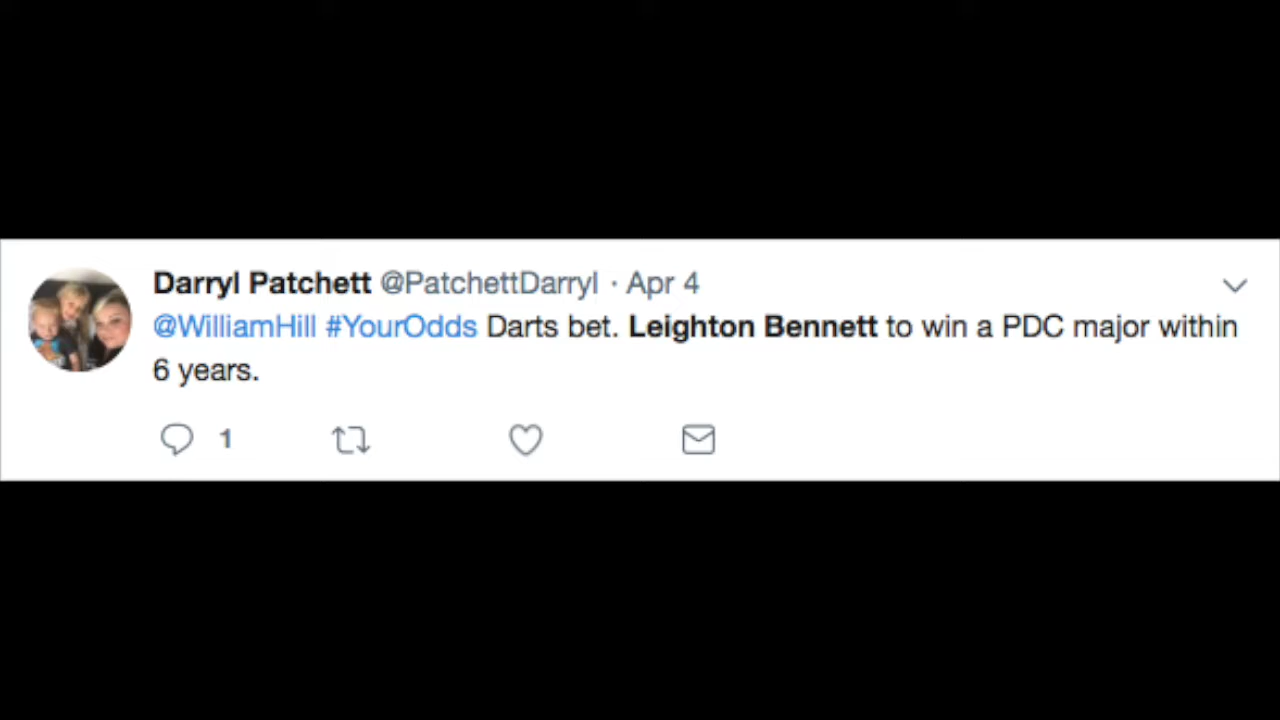 Darryl Patchett @PatchettDarryl · Apr 4
@WilliamHill #YourOdds Darts bet. Leighton Bennett to win a PDC major within
6 years.
1